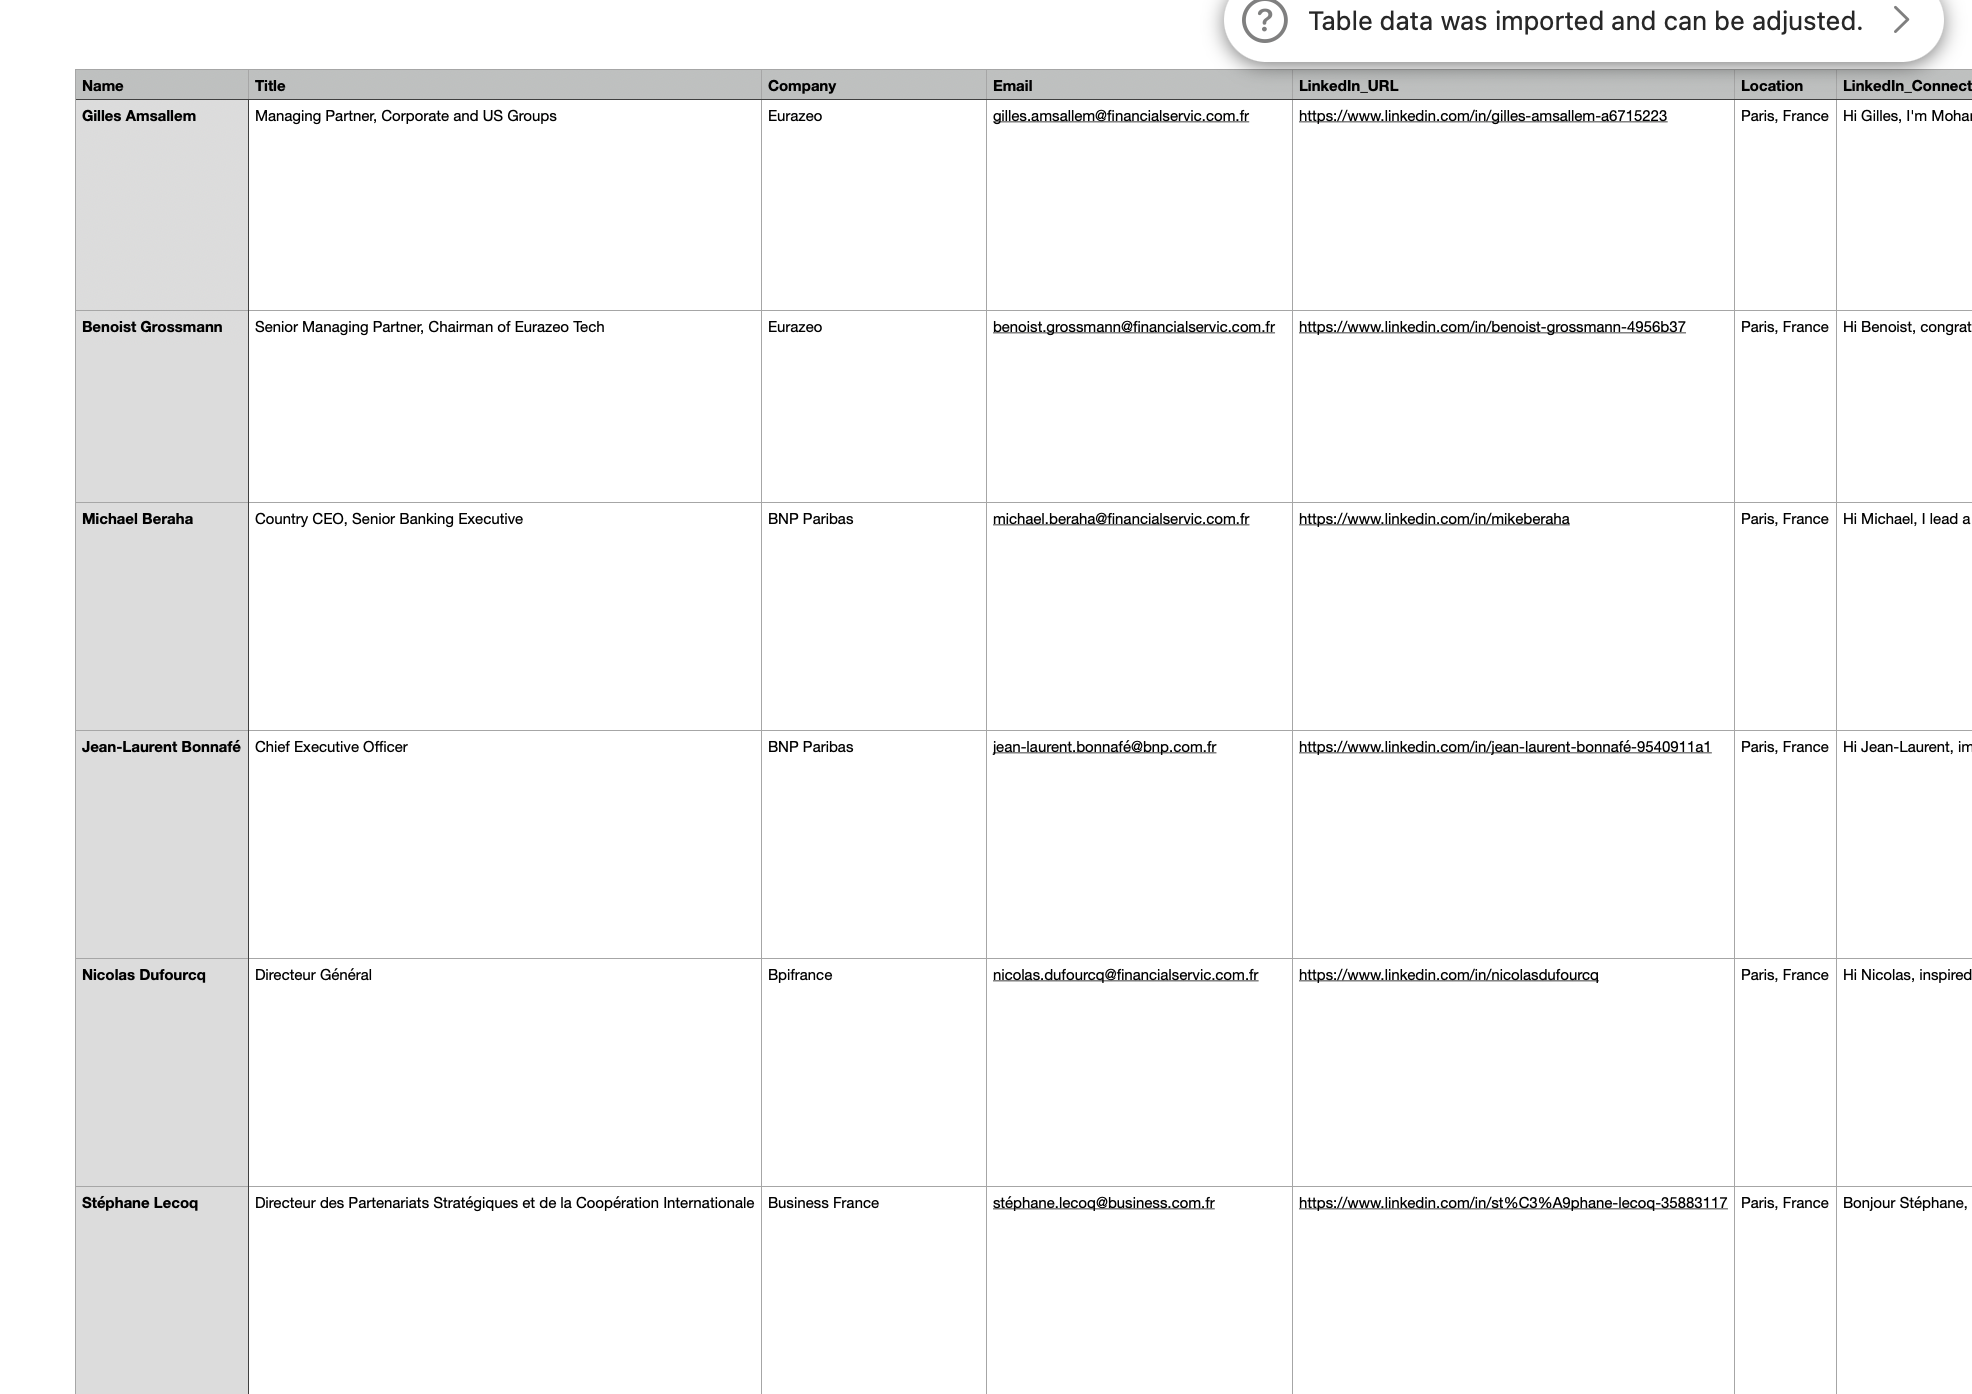 Table data was imported and can be adjusted.
Name Title Company Email LinkedIn_URL Location LinkedIn_Connect
Gilles Amsallem Managing Partner, Corporate and US Groups Eurazeo gilles.amsallem@financialservic.com.fr https://www.linkedin.com/in/gilles-amsallem-a6715223 Paris, France Hi Gilles, I'm Moha
Benoist Grossmann Senior Managing Partner, Chairman of Eurazeo Tech Eurazeo benoist.grossmann@financialservic.com.fr https://www.linkedin.com/in/benoist-grossmann-4956b37 Paris, France Hi Benoist, congrat
Michael Beraha Country CEO, Senior Banking Executive BNP Paribas michael.beraha@financialservic.com.fr https://www.linkedin.com/in/mikeberaha Paris, France Hi Michael, I lead a
Jean-Laurent Bonnafé Chief Executive Officer BNP Paribas jean-laurent.bonnafé@bnp.com.fr https://www.linkedin.com/in/jean-laurent-bonnafé-9540911a1 Paris, France Hi Jean-Laurent, im
Nicolas Dufourcq Directeur Général Bpifrance nicolas.dufourcq@financialservic.com.fr https://www.linkedin.com/in/nicolasdufourcq Paris, France Hi Nicolas, inspired
Stéphane Lecoq Directeur des Partenariats Stratégiques et de la Coopération Internationale Business France stéphane.lecoq@business.com.fr https://www.linkedin.com/in/st%C3%A9phane-lecoq-35883117 Paris, France Bonjour Stéphane,